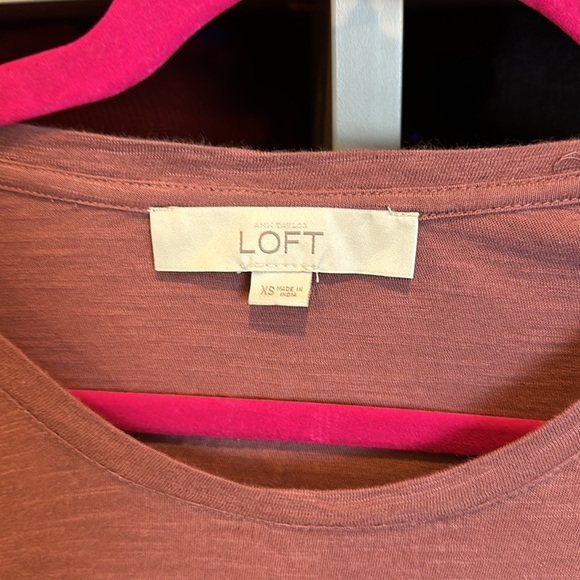 ANN TAYLOR
LOFT
XS MADE IN
INDIA